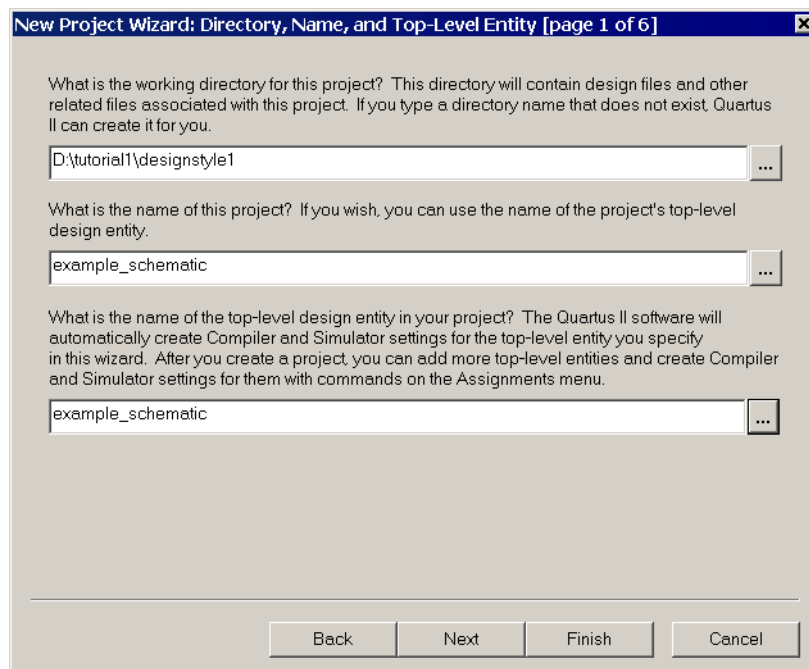 New Project Wizard: Directory, Name, and Top-Level Entity [page 1 of 6]
What is the working directory for this project? This directory will contain design files and other
related files associated with this project. If you type a directory name that does not exist, Quartus
II can create it for you.
D:\tutorial1\designstyle1
...
What is the name of this project? If you wish, you can use the name of the project's top-level
design entity.
example_schematic
...
What is the name of the top-level design entity in your project? The Quartus II software will
automatically create Compiler and Simulator settings for the top-level entity you specify
in this wizard. After you create a project, you can add more top-level entities and create Compiler
and Simulator settings for them with commands on the Assignments menu.
example_schematic
...
Back
Next
Finish
Cancel